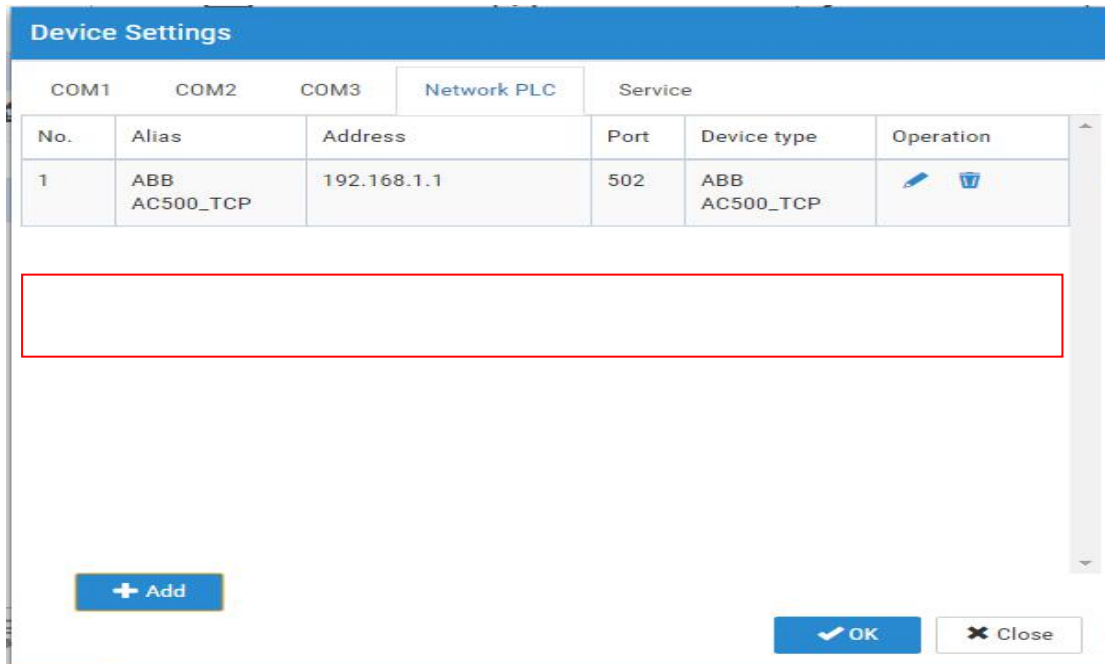 Device Settings
COM1 COM2 COM3 Network PLC Service
No. Alias Address Port Device type Operation
1 ABB AC500_TCP 192.168.1.1 502 ABB AC500_TCP
Add
OK Close